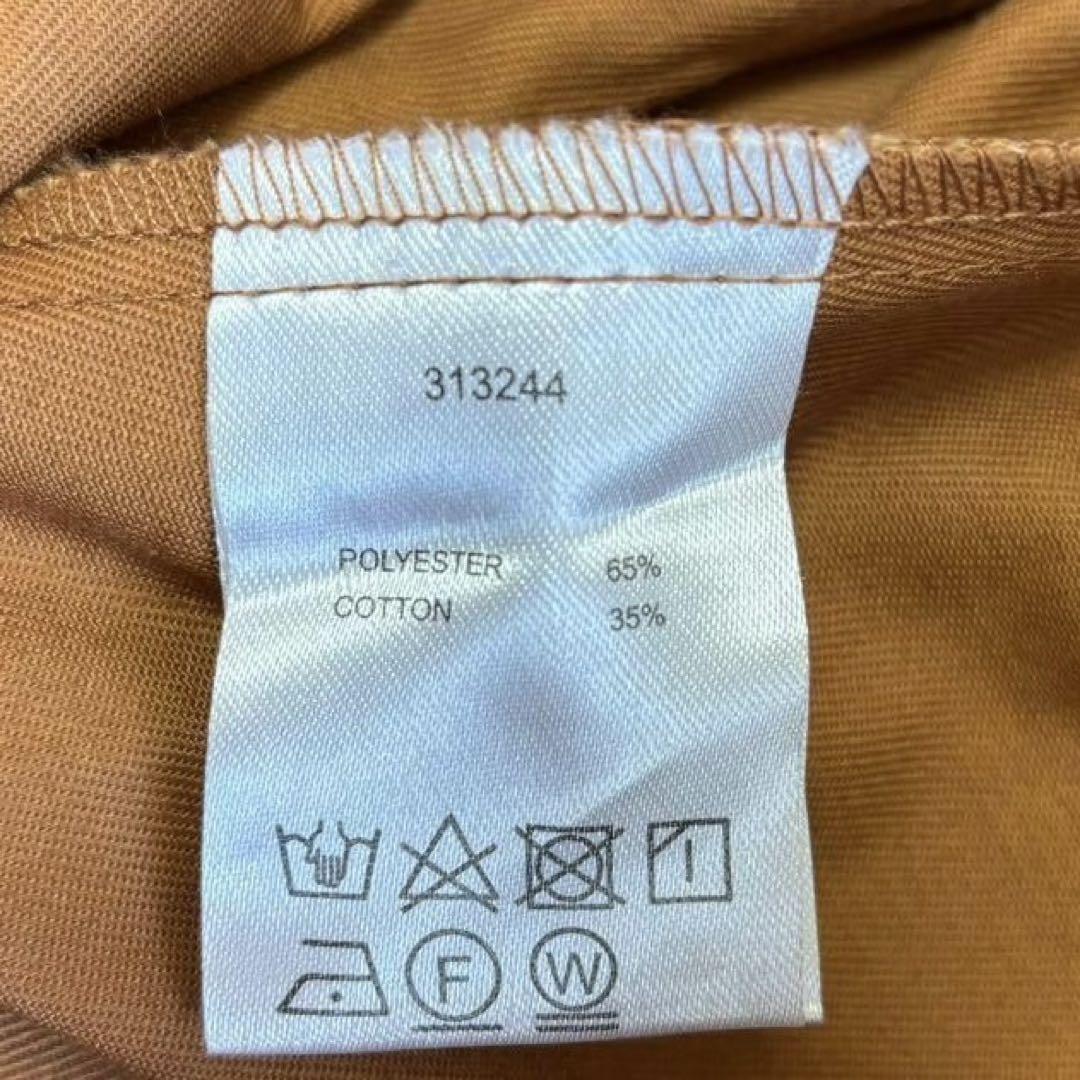 313244
POLYESTER 65%
COTTON 35%
F W